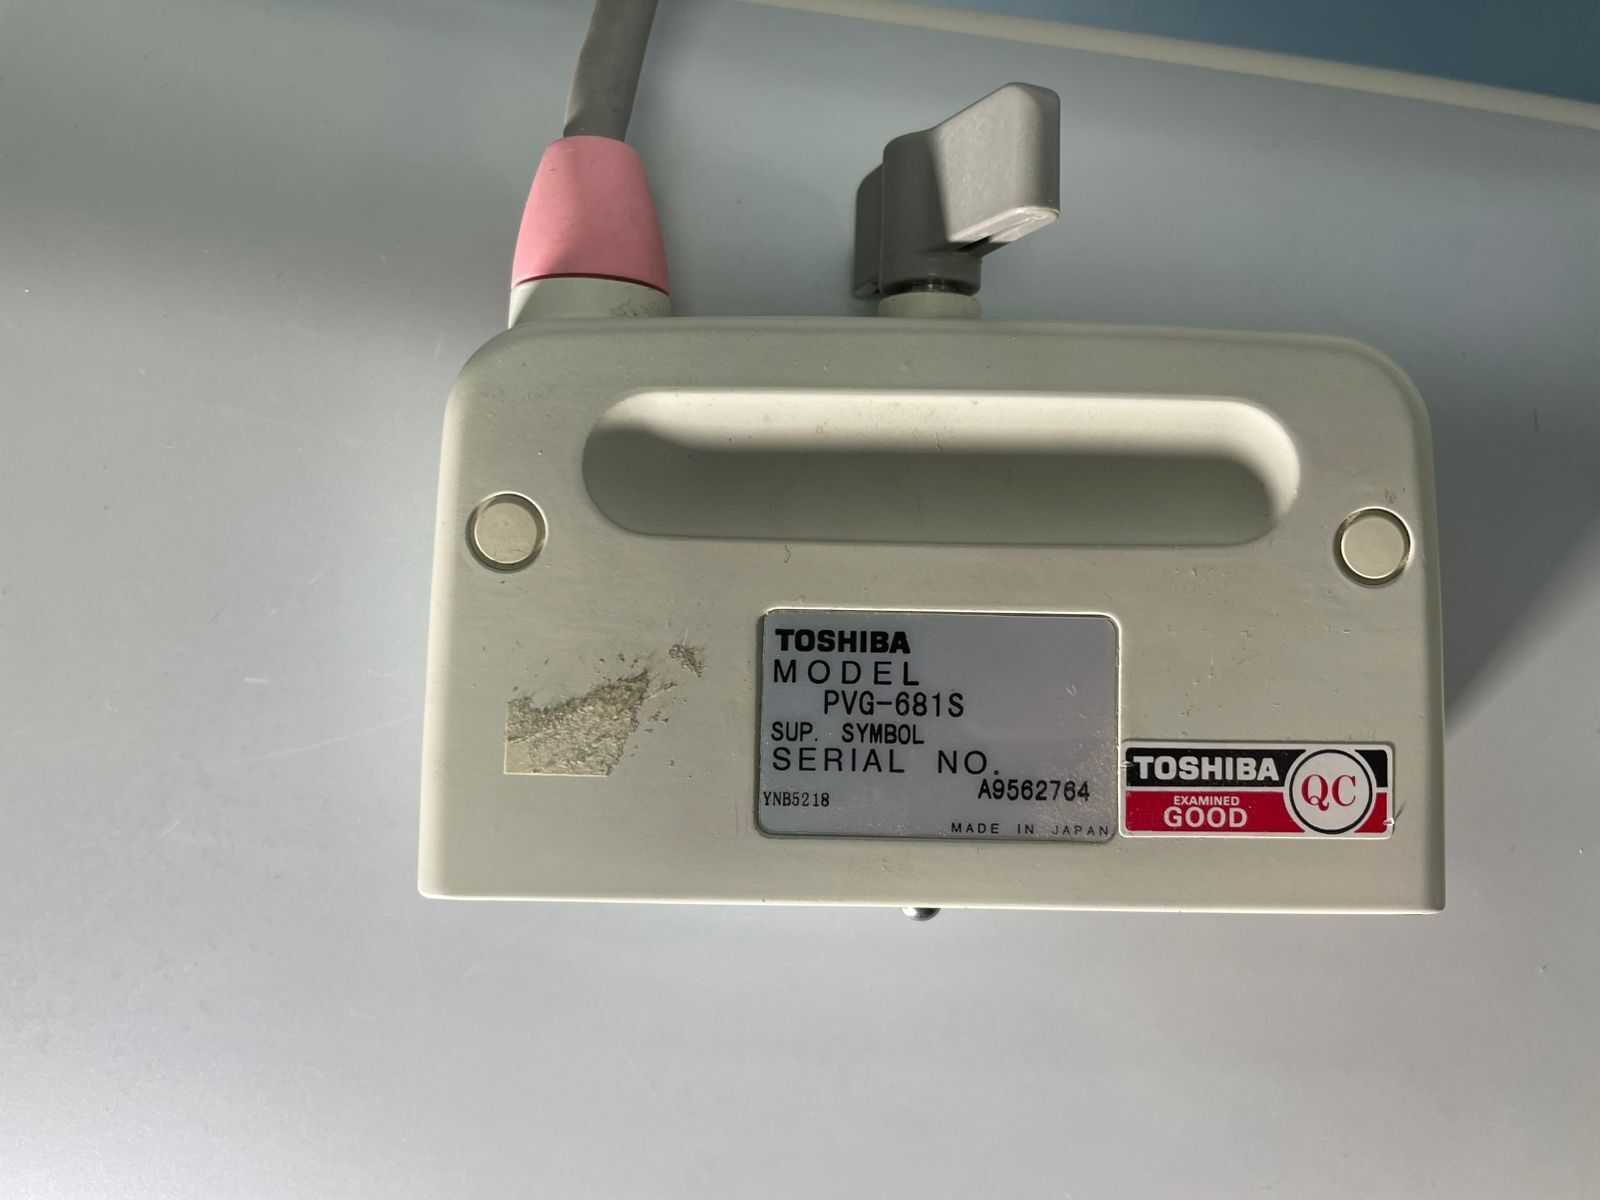 TOSHIBA
MODEL
PVG-681S
SUP. SYMBOL
SERIAL NO.
A9562764
YNB5218
MADE IN JAPAN
TOSHIBA
EXAMINED
GOOD
QC